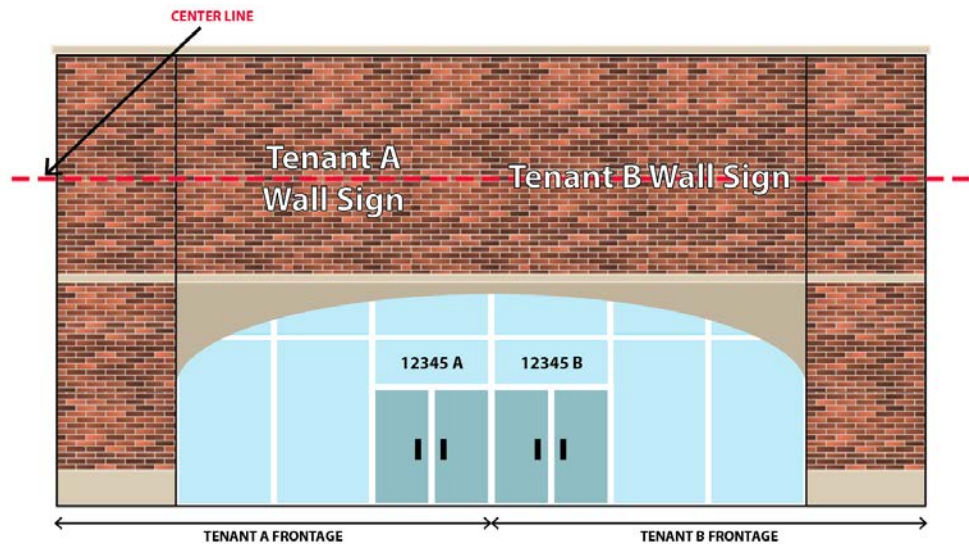 CENTER LINE
Tenant A
Wall Sign
Tenant B Wall Sign
12345 A
12345 B
TENANT A FRONTAGE
TENANT B FRONTAGE